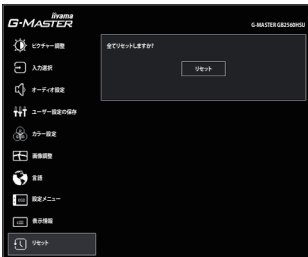 iiyama
G-MASTER
G-MASTER GB2560HSU
ピクチャー調整
入力選択
オーディオ設定
ユーザー設定の保存
カラー設定
画像調整
言語
設定メニュー
表示情報
リセット
全てリセットしますか?
リセット